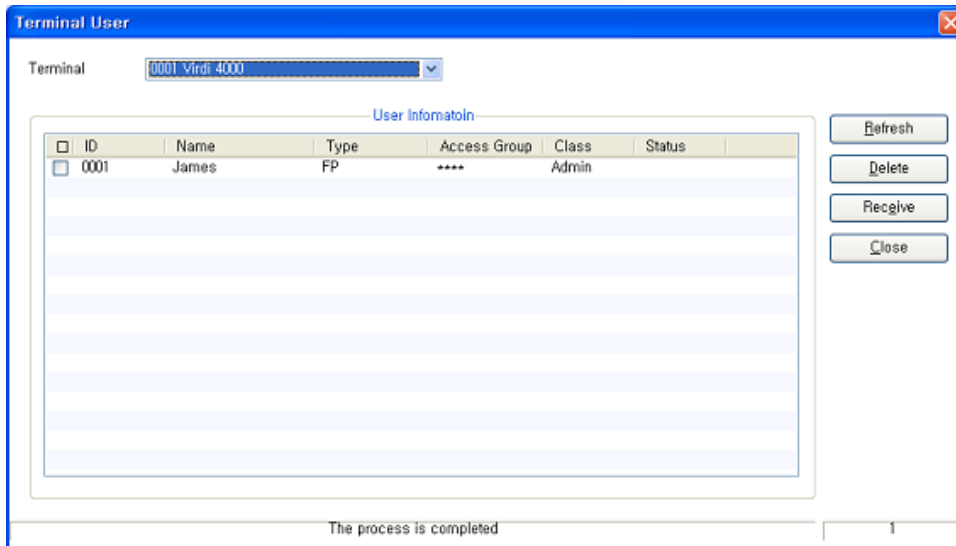 Terminal User
Terminal 0001 Virdi 4000
User Infomatoin
ID Name Type Access Group Class Status
0001 James FP **** Admin
Refresh
Delete
Receive
Close
The process is completed 1